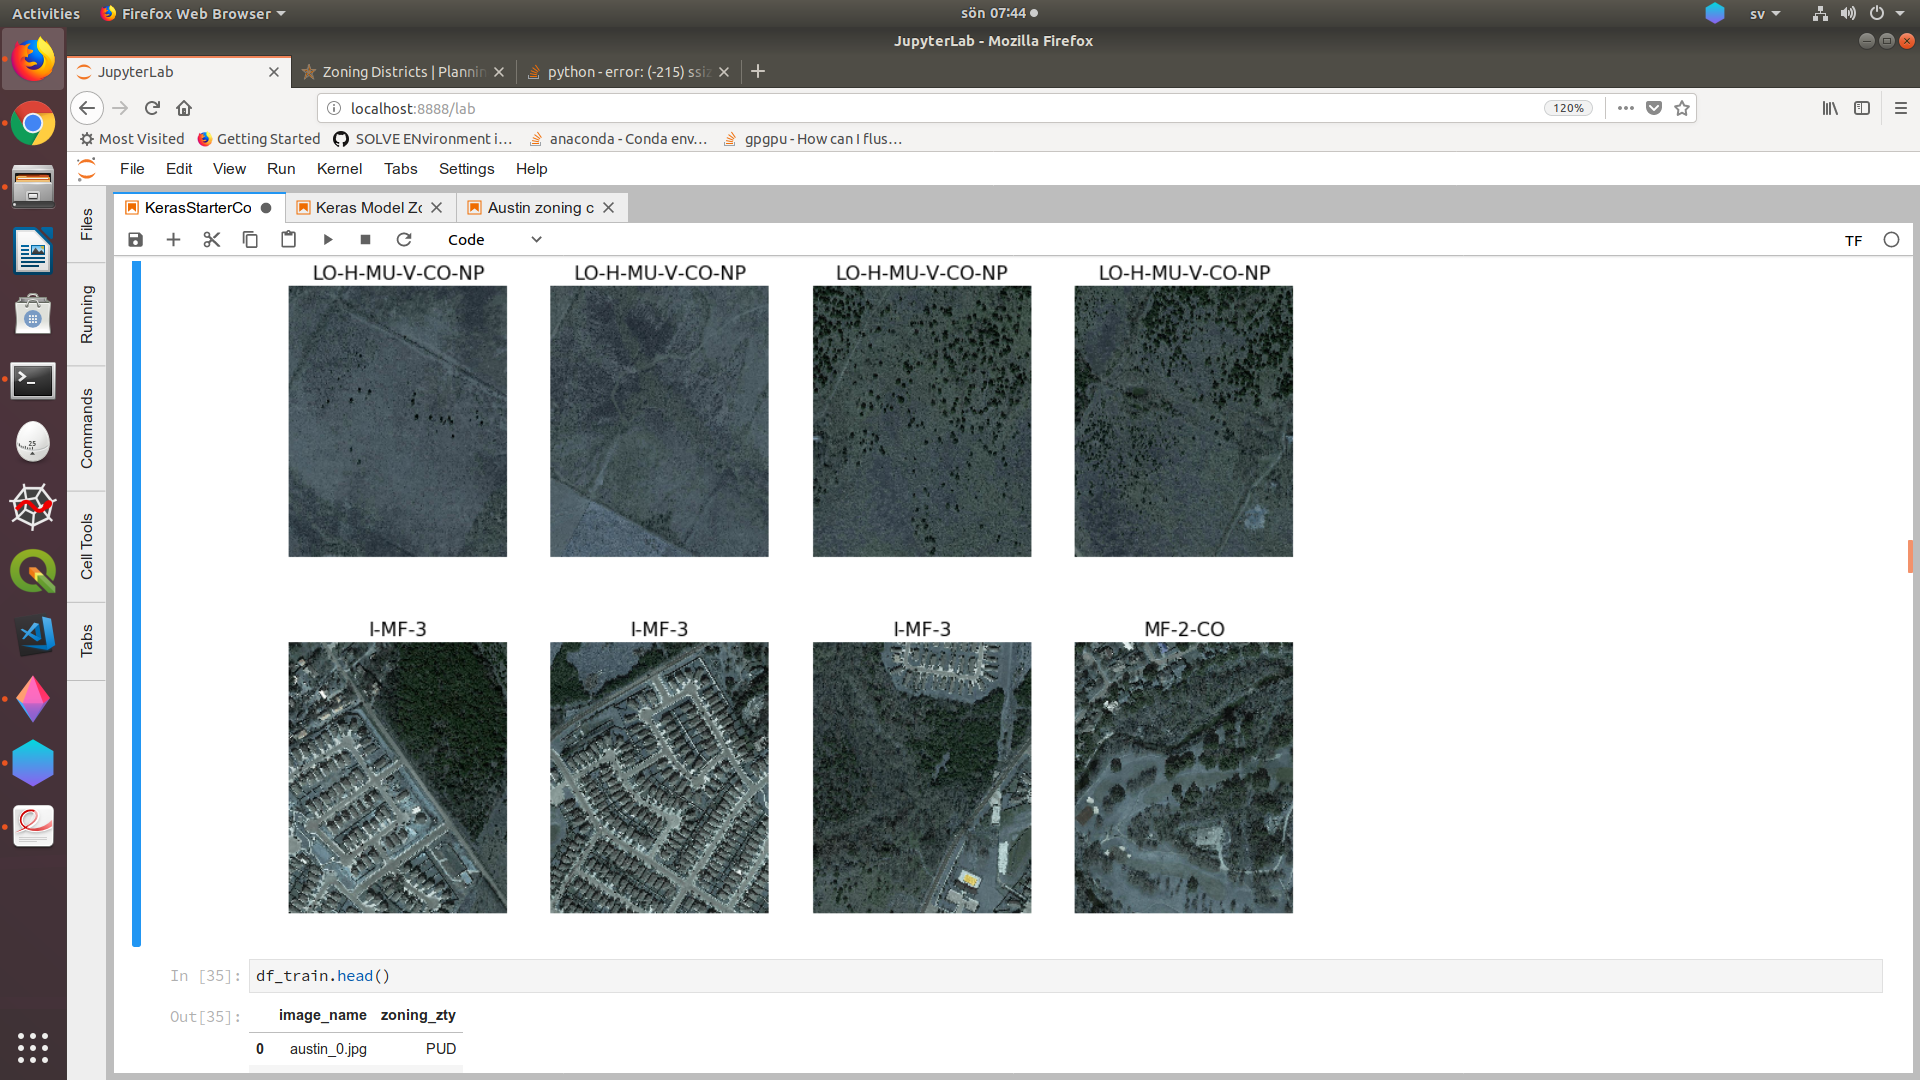 Activities Firefox Web Browser sön 07:44 sv
JupyterLab - Mozilla Firefox
JupyterLab Zoning Districts | Plannin python - error: (-215) ssiz
localhost:8888/lab 120%
Most Visited Getting Started SOLVE ENvironment i… anaconda - Conda env… gpgpu - How can I flus…
File Edit View Run Kernel Tabs Settings Help
KerasStarterCo Keras Model Zo Austin zoning c
Code TF
Files
Running
Commands
Cell Tools
Tabs
25
LO-H-MU-V-CO-NP LO-H-MU-V-CO-NP LO-H-MU-V-CO-NP LO-H-MU-V-CO-NP
I-MF-3 I-MF-3 I-MF-3 MF-2-CO
In [35]: df_train.head()
Out[35]: image_name zoning_zty
0 austin_0.jpg PUD